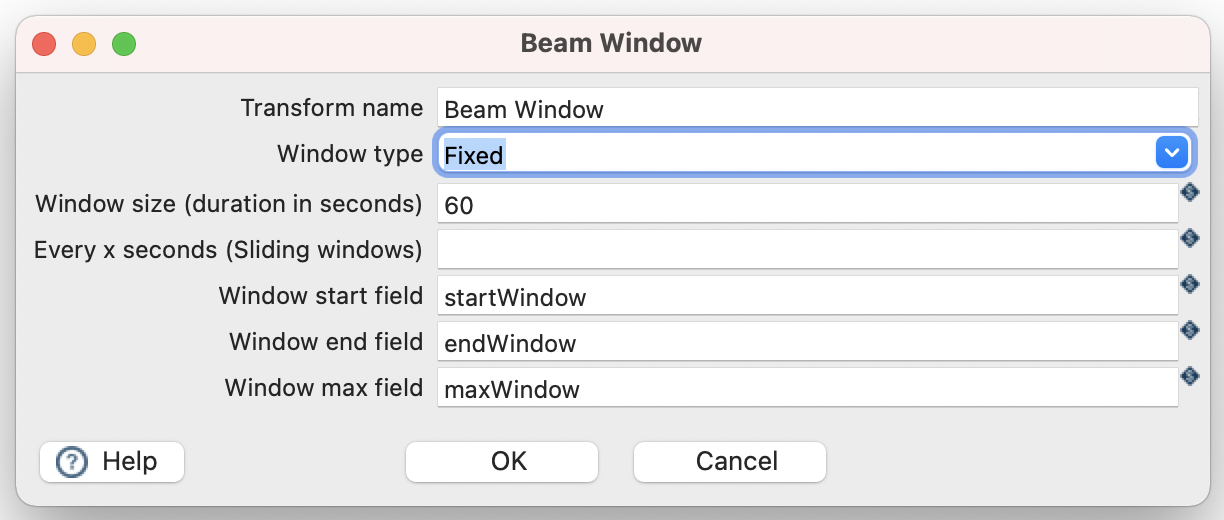 Beam Window
Transform name Beam Window
Window type Fixed
Window size (duration in seconds) 60
Every x seconds (Sliding windows)
Window start field startWindow
Window end field endWindow
Window max field maxWindow
? Help OK Cancel